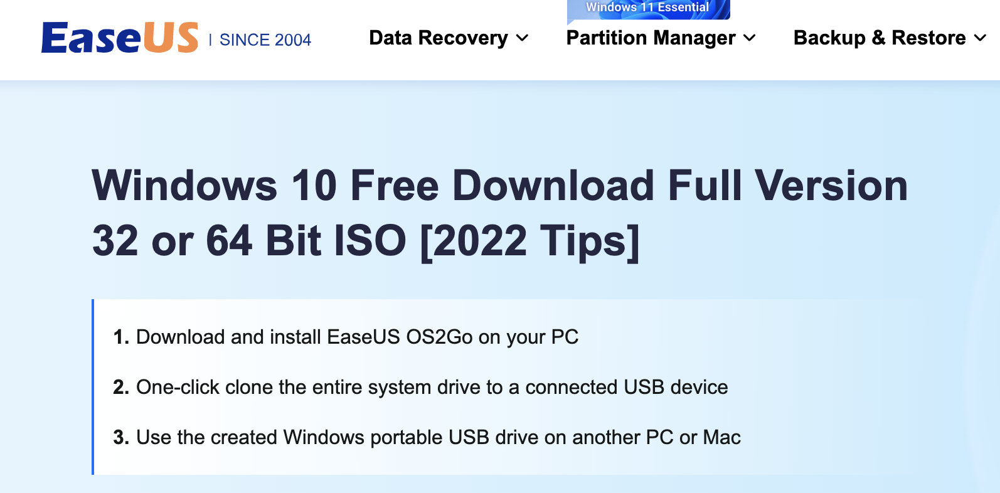 Windows 11 Essential
EaseUS | SINCE 2004
Data Recovery
Partition Manager
Backup & Restore
Windows 10 Free Download Full Version
32 or 64 Bit ISO [2022 Tips]
1. Download and install EaseUS OS2Go on your PC
2. One-click clone the entire system drive to a connected USB device
3. Use the created Windows portable USB drive on another PC or Mac